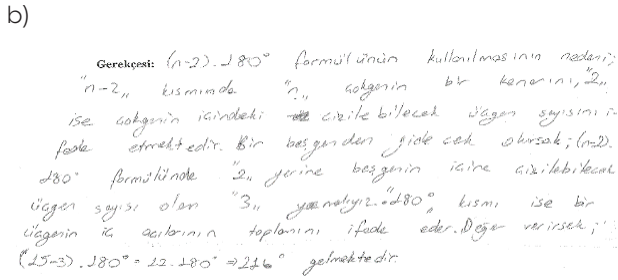 b)
Gerekçesi: (n-2).180° formülünün kullanılmasının nedeni;
"n-2" kısmında "n" çokgenin bir kenarını, "2"
ise çokgenin içindeki çizilebilecek üçgen sayısını i-
fade etmektedir. Bir beşgenden gidecek olursak; (n-2).
180° formülünde "2" yerine beşgenin içine çizilebilecek
üçgen sayısı olan "3" yazmalıyız. "180°" kısmı ise bir
üçgenin iç açılarının toplamını ifade eder. Değer verirsek;
(15-3).180° = 12.180° ⇒ 216° gelmektedir.